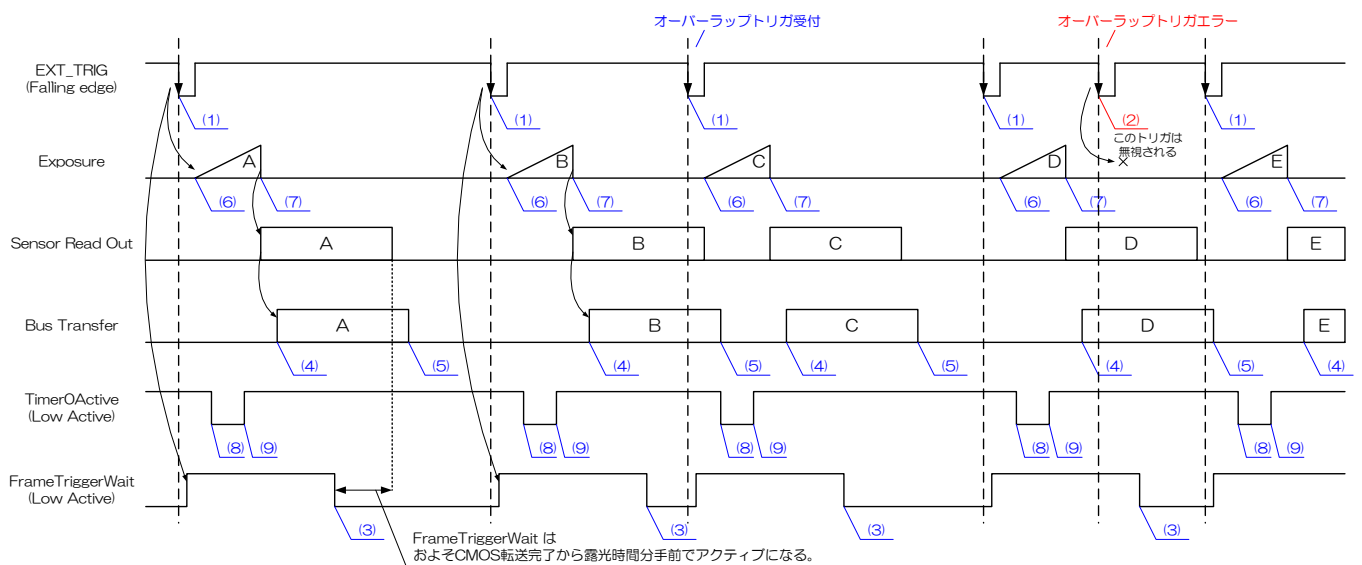 オーバーラップトリガ受付
オーバーラップトリガエラー
EXT_TRIG
(Falling edge)
(1)
(1)
(1)
(1)
(2)
(1)
このトリガは
無視される
Exposure
A
B
C
D
E
(6)
(7)
(6)
(7)
(6)
(7)
(6)
(7)
(6)
(7)
Sensor Read Out
A
B
C
D
E
Bus Transfer
A
B
C
D
E
(4)
(5)
(4)
(5)
(4)
(5)
(4)
(5)
(4)
Timer0Active
(Low Active)
(8)
(9)
(8)
(9)
(8)
(9)
(8)
(9)
(8)
(9)
FrameTriggerWait
(Low Active)
(3)
(3)
(3)
(3)
FrameTriggerWait は
およそCMOS転送完了から露光時間分手前でアクティブになる。